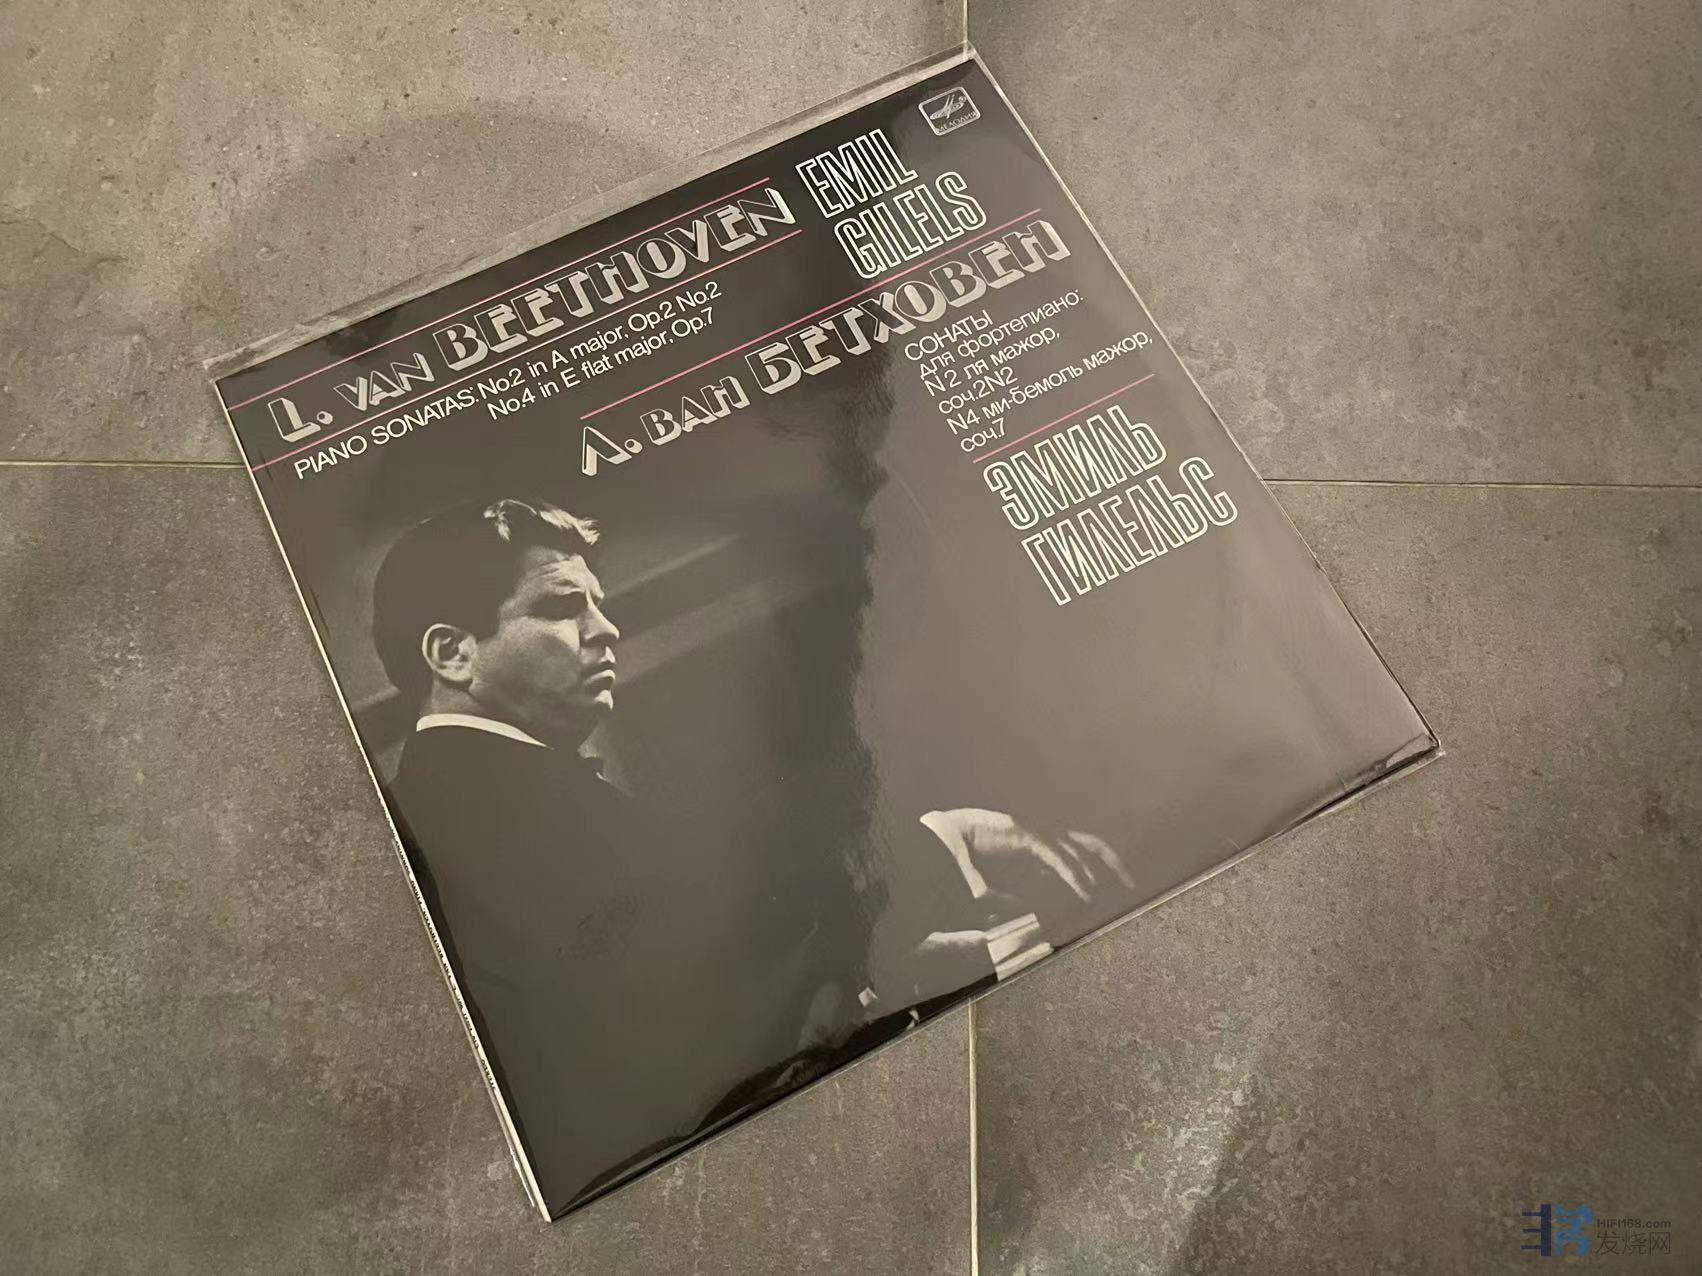 МЕЛОДИЯ
EMIL
GILELS
L. VAN BEETHOVEN
PIANO SONATAS: No.2 in A major, Op.2 No.2
No.4 in E flat major, Op.7
Л. ВАН БЕТХОВЕН
СОНАТЫ
для фортепиано:
N2 ля мажор,
соч.2N2
N4 ми-бемоль мажор,
соч.7
ЭМИЛЬ
ГИЛЕЛЬС
HIFI168.com
发烧网